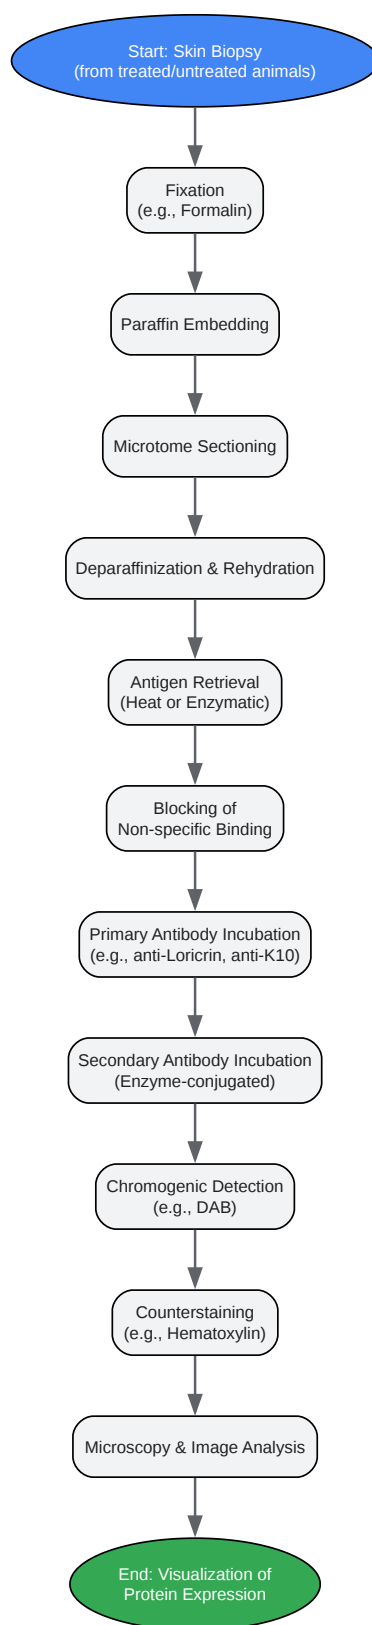 Start: Skin Biopsy
(from treated/untreated animals)
Fixation
(e.g., Formalin)
Paraffin Embedding
Microtome Sectioning
Deparaffinization & Rehydration
Antigen Retrieval
(Heat or Enzymatic)
Blocking of
Non-specific Binding
Primary Antibody Incubation
(e.g., anti-Loricrin, anti-K10)
Secondary Antibody Incubation
(Enzyme-conjugated)
Chromogenic Detection
(e.g., DAB)
Counterstaining
(e.g., Hematoxylin)
Microscopy & Image Analysis
End: Visualization of
Protein Expression